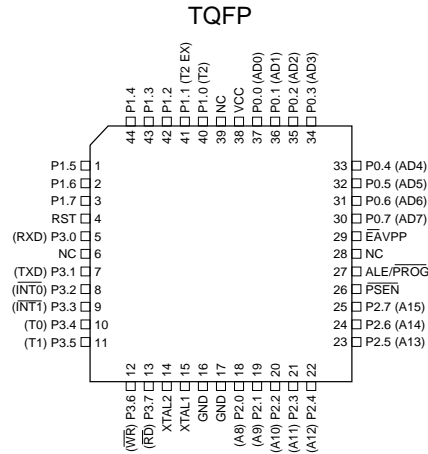 TQFP
P1.4
P1.3
P1.2
P1.1 (T2 EX)
P1.0 (T2)
NC
VCC
P0.0 (AD0)
P0.1 (AD1)
P0.2 (AD2)
P0.3 (AD3)
44
43
42
41
40
39
38
37
36
35
34
P1.5 1
P1.6 2
P1.7 3
RST 4
(RXD) P3.0 5
NC 6
(TXD) P3.1 7
(INT0) P3.2 8
(INT1) P3.3 9
(T0) P3.4 10
(T1) P3.5 11
33 P0.4 (AD4)
32 P0.5 (AD5)
31 P0.6 (AD6)
30 P0.7 (AD7)
29 EAVPP
28 NC
27 ALE/PROG
26 PSEN
25 P2.7 (A15)
24 P2.6 (A14)
23 P2.5 (A13)
12
13
14
15
16
17
18
19
20
21
22
(WR) P3.6
(RD) P3.7
XTAL2
XTAL1
GND
GND
(A8) P2.0
(A9) P2.1
(A10) P2.2
(A11) P2.3
(A12) P2.4